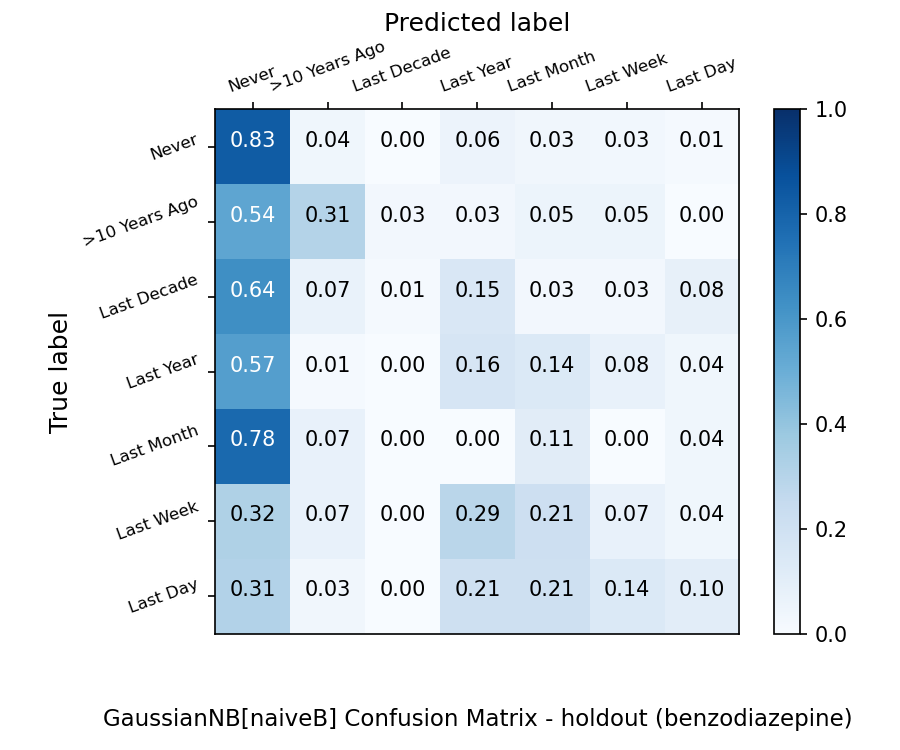 Predicted label
Never >10 Years Ago Last Decade Last Year Last Month Last Week Last Day
Never 0.83 0.04 0.00 0.06 0.03 0.03 0.01
>10 Years Ago 0.54 0.31 0.03 0.03 0.05 0.05 0.00
Last Decade 0.64 0.07 0.01 0.15 0.03 0.03 0.08
Last Year 0.57 0.01 0.00 0.16 0.14 0.08 0.04
Last Month 0.78 0.07 0.00 0.00 0.11 0.00 0.04
Last Week 0.32 0.07 0.00 0.29 0.21 0.07 0.04
Last Day 0.31 0.03 0.00 0.21 0.21 0.14 0.10
True label
1.0
0.8
0.6
0.4
0.2
0.0
GaussianNB[naiveB] Confusion Matrix - holdout (benzodiazepine)